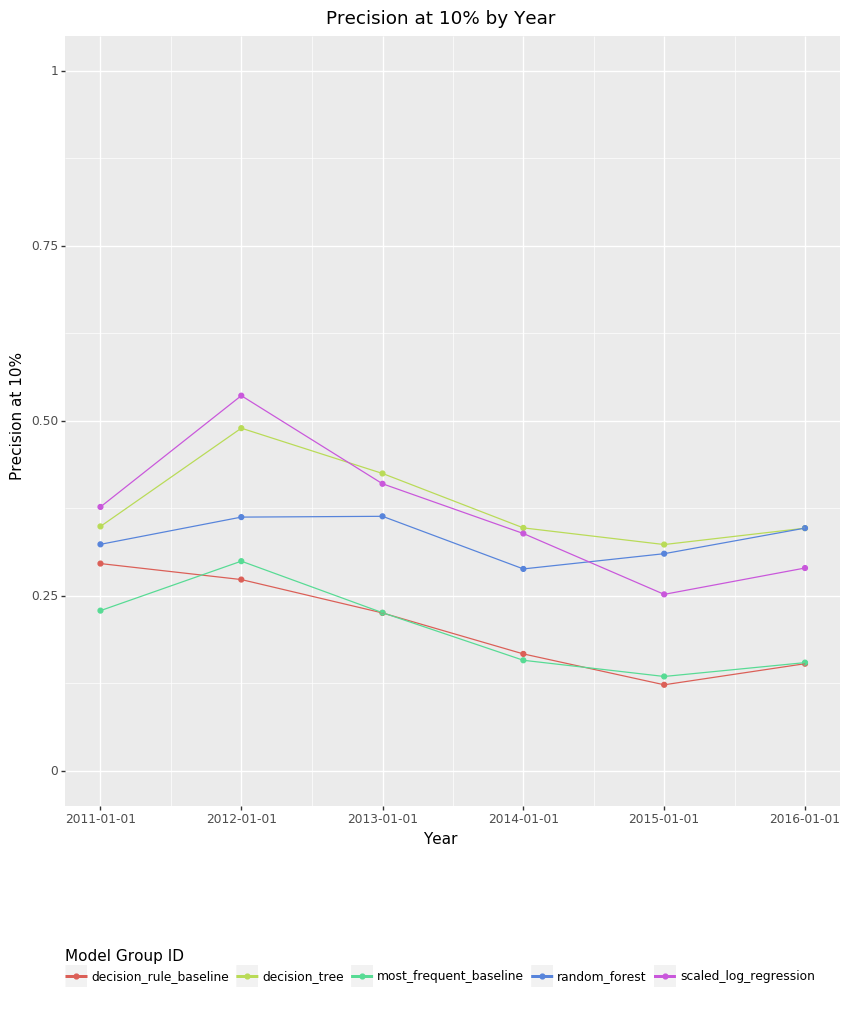 Precision at 10% by Year
Precision at 10%
1
0.75
0.50
0.25
0
2011-01-01 2012-01-01 2013-01-01 2014-01-01 2015-01-01 2016-01-01
Year
Model Group ID
decision_rule_baseline decision_tree most_frequent_baseline random_forest scaled_log_regression